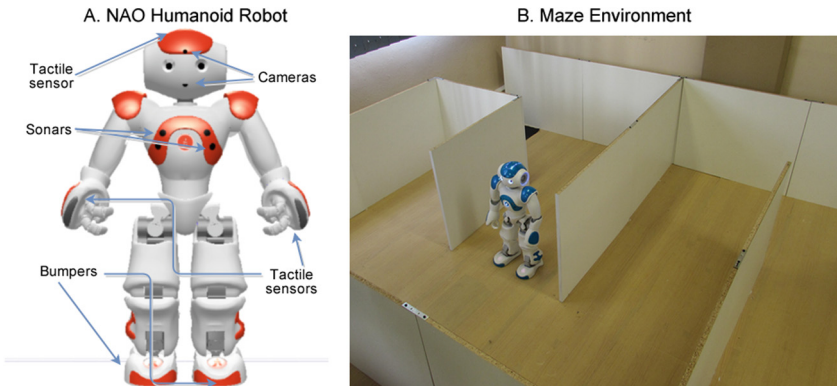 A. NAO Humanoid Robot
B. Maze Environment
Tactile
sensor
Cameras
Sonars
Bumpers
Tactile
sensors